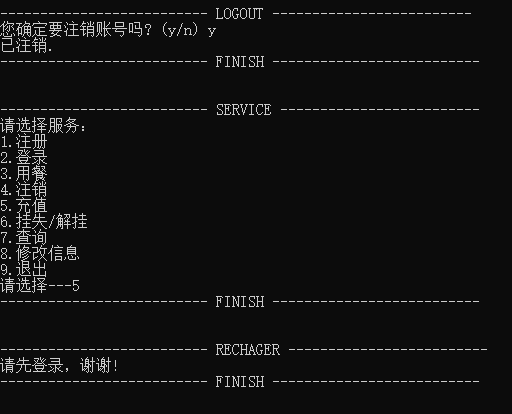 -------------------------- LOGOUT --------------------------
您确定要注销账号吗? (y/n) y
已注销.
-------------------------- FINISH --------------------------
-------------------------- SERVICE -------------------------
请选择服务:
1.注册
2.登录
3.用餐
4.注销
5.充值
6.挂失/解挂
7.查询
8.修改信息
9.退出
请选择---5
-------------------------- FINISH --------------------------
-------------------------- RECHAGER -------------------------
请先登录, 谢谢!
-------------------------- FINISH --------------------------